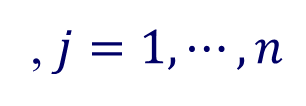 , j = 1, ⋯ , n